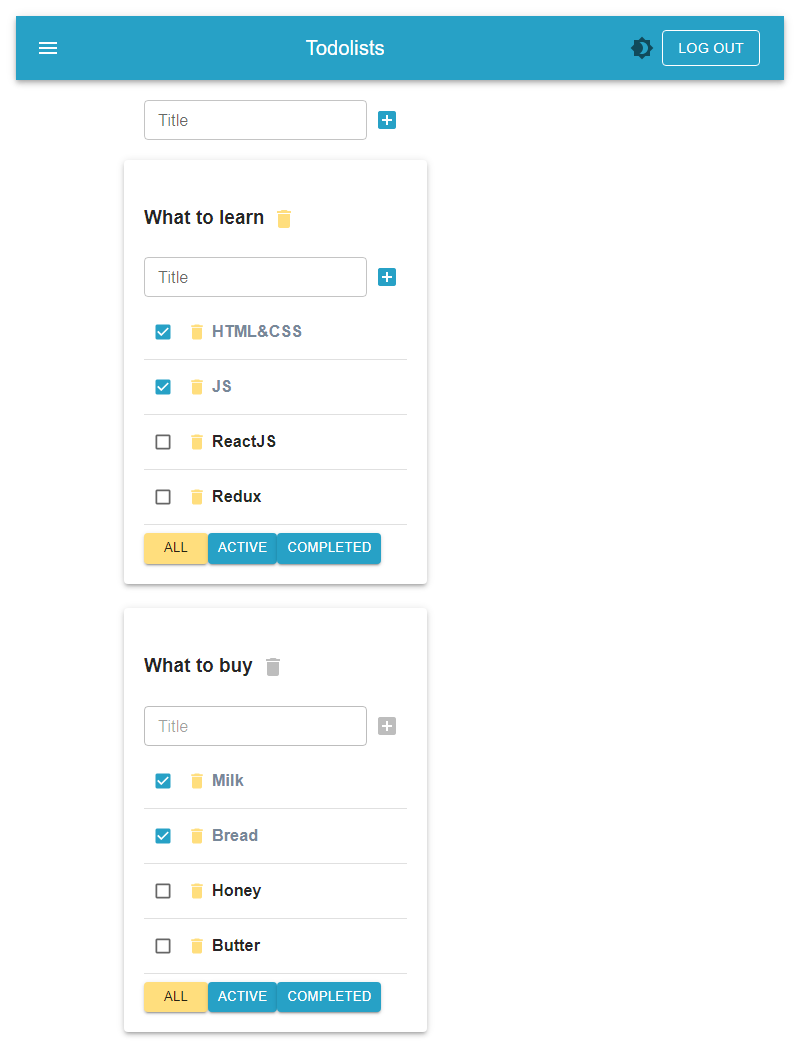 Todolists
LOG OUT
Title
What to learn
Title
HTML&CSS
JS
ReactJS
Redux
ALL ACTIVE COMPLETED
What to buy
Title
Milk
Bread
Honey
Butter
ALL ACTIVE COMPLETED